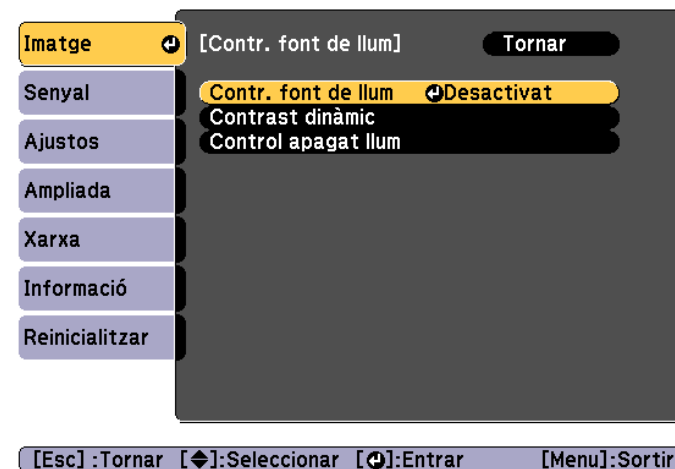 Imatge
[Contr. font de llum] Tornar
Senyal
Contr. font de llum Desactivat
Contrast dinàmic
Ajustos
Control apagat llum
Ampliada
Xarxa
Informació
Reinicialitzar
[Esc] :Tornar [◆]:Seleccionar [↵]:Entrar [Menu]:Sortir